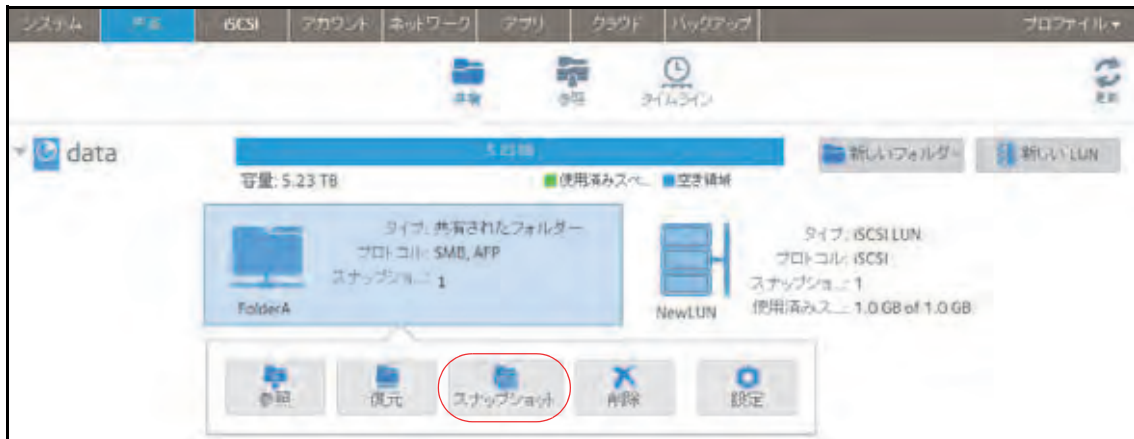 システム 共有 iSCSI アカウント ネットワーク アプリ クラウド バックアップ プロファイル
共有 参照 タイムライン 更新
data
5.23 TB
新しいフォルダー 新しい LUN
容量: 5.23 TB 使用済みスペ... 空き領域
タイプ: 共有されたフォルダー
プロトコル: SMB, AFP
スナップショ...: 1
FolderA
タイプ: iSCSI LUN
プロトコル: iSCSI
スナップショ...: 1
使用済みス...: 1.0 GB of 1.0 GB
NewLUN
参照 復元 スナップショット 削除 設定